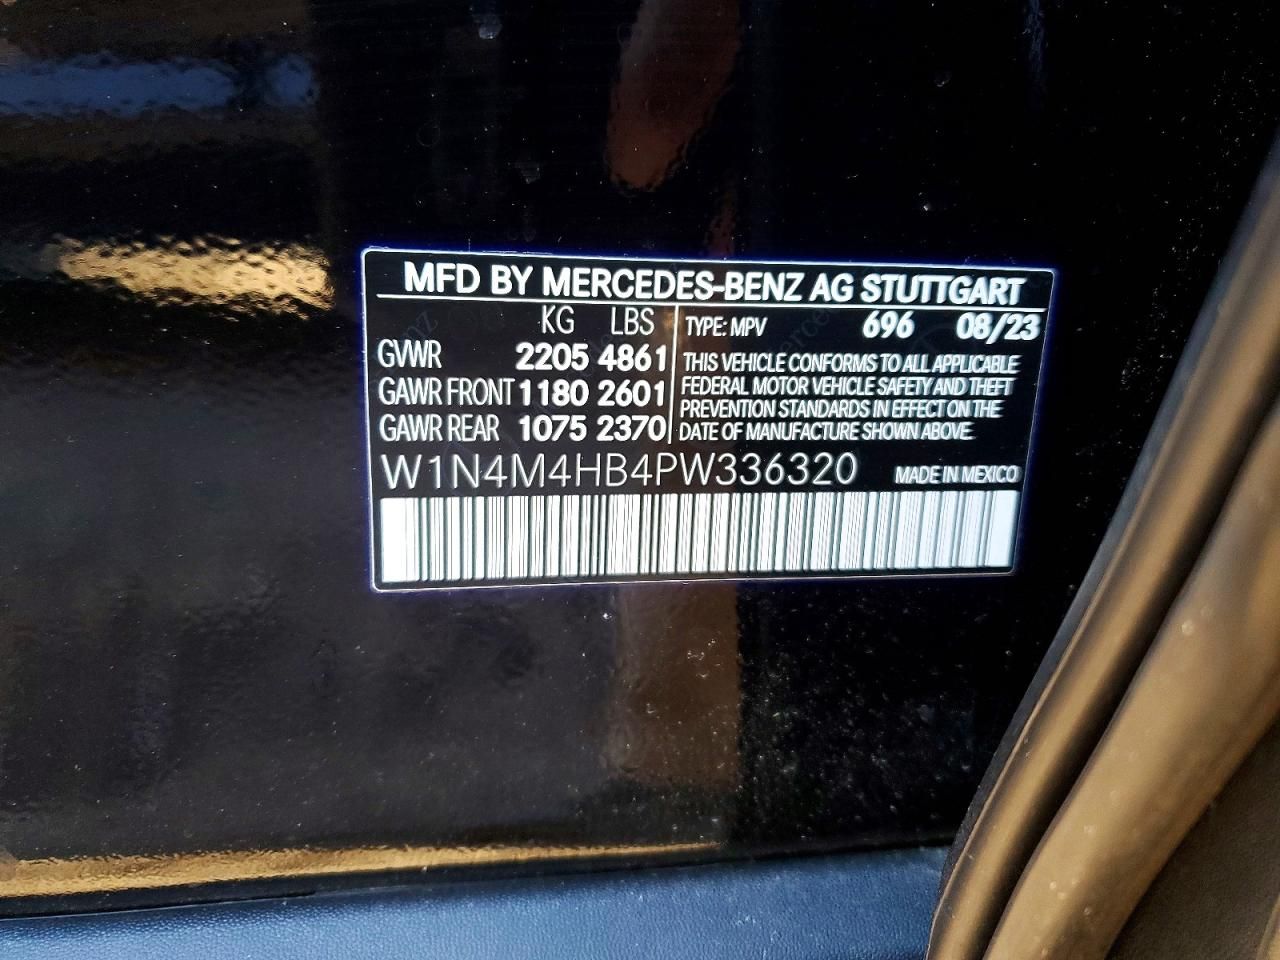 MFD BY MERCEDES-BENZ AG STUTTGART
KG LBS
GVWR 2205 4861
GAWR FRONT 1180 2601
GAWR REAR 1075 2370
TYPE: MPV 696 08/23
THIS VEHICLE CONFORMS TO ALL APPLICABLE
FEDERAL MOTOR VEHICLE SAFETY AND THEFT
PREVENTION STANDARDS IN EFFECT ON THE
DATE OF MANUFACTURE SHOWN ABOVE.
W1N4M4HB4PW336320 MADE IN MEXICO